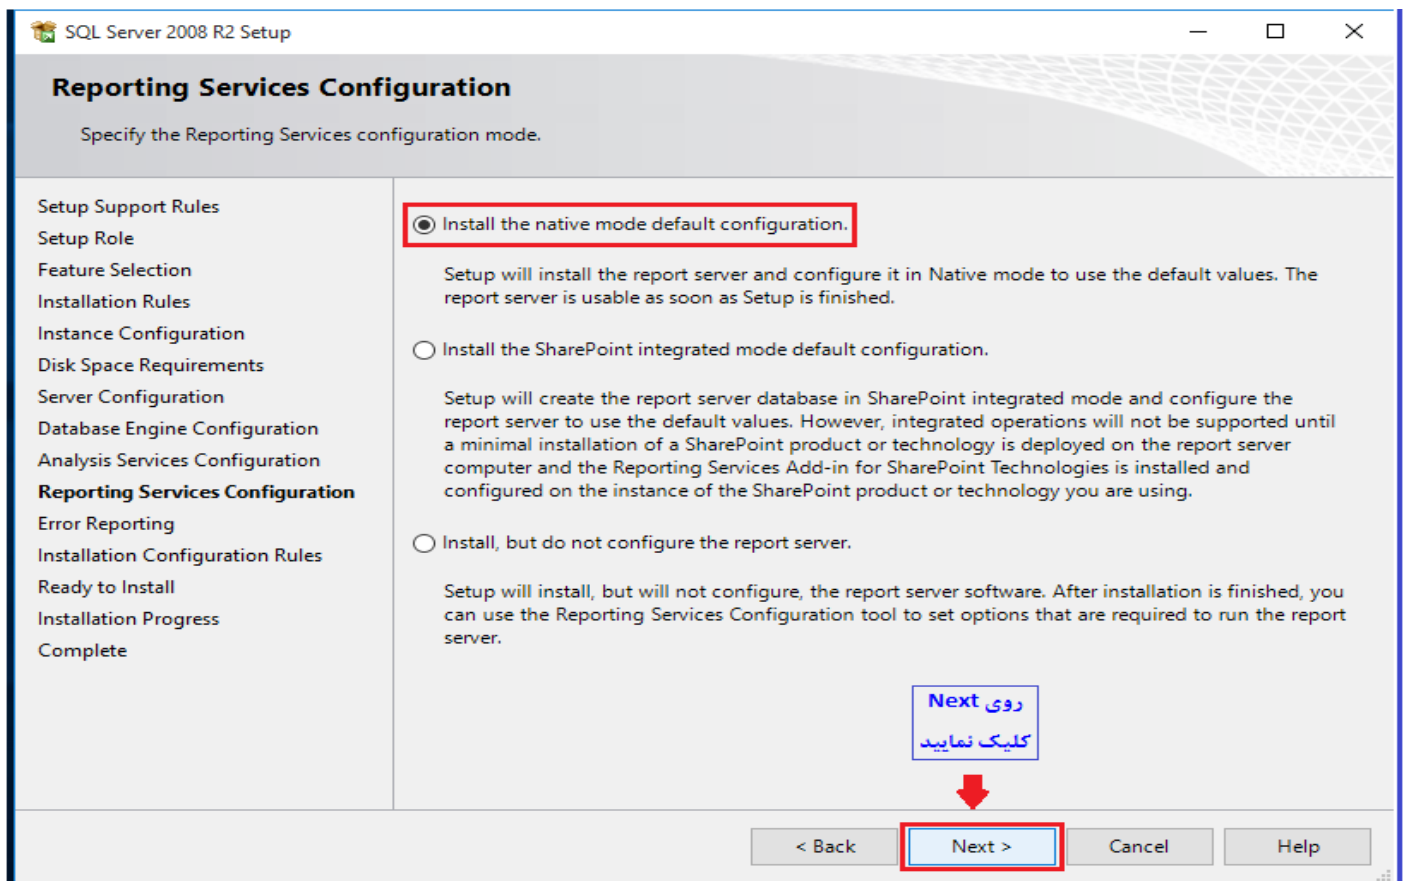 SQL Server 2008 R2 Setup
Reporting Services Configuration
Specify the Reporting Services configuration mode.
Setup Support Rules
Setup Role
Feature Selection
Installation Rules
Instance Configuration
Disk Space Requirements
Server Configuration
Database Engine Configuration
Analysis Services Configuration
Reporting Services Configuration
Error Reporting
Installation Configuration Rules
Ready to Install
Installation Progress
Complete
Install the native mode default configuration.
Setup will install the report server and configure it in Native mode to use the default values. The
report server is usable as soon as Setup is finished.
Install the SharePoint integrated mode default configuration.
Setup will create the report server database in SharePoint integrated mode and configure the
report server to use the default values. However, integrated operations will not be supported until
a minimal installation of a SharePoint product or technology is deployed on the report server
computer and the Reporting Services Add-in for SharePoint Technologies is installed and
configured on the instance of the SharePoint product or technology you are using.
Install, but do not configure the report server.
Setup will install, but will not configure, the report server software. After installation is finished, you
can use the Reporting Services Configuration tool to set options that are required to run the report
server.
روی Next
کلیک نمایید
< Back
Next >
Cancel
Help